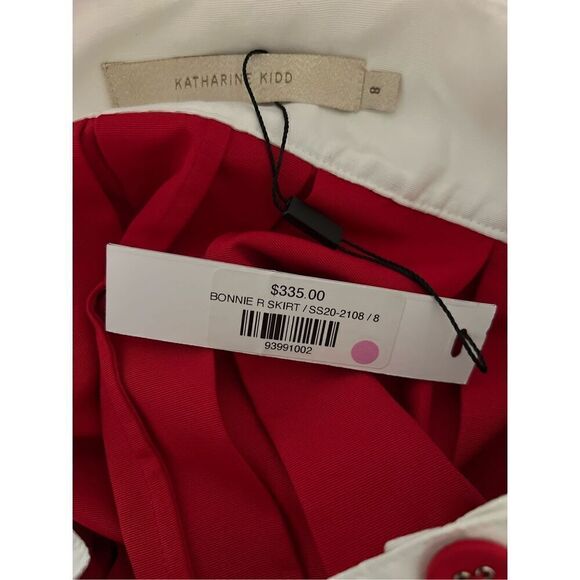 KATHARINE KIDD
8
$335.00
BONNIE R SKIRT / SS20-2108 / 8
93991002